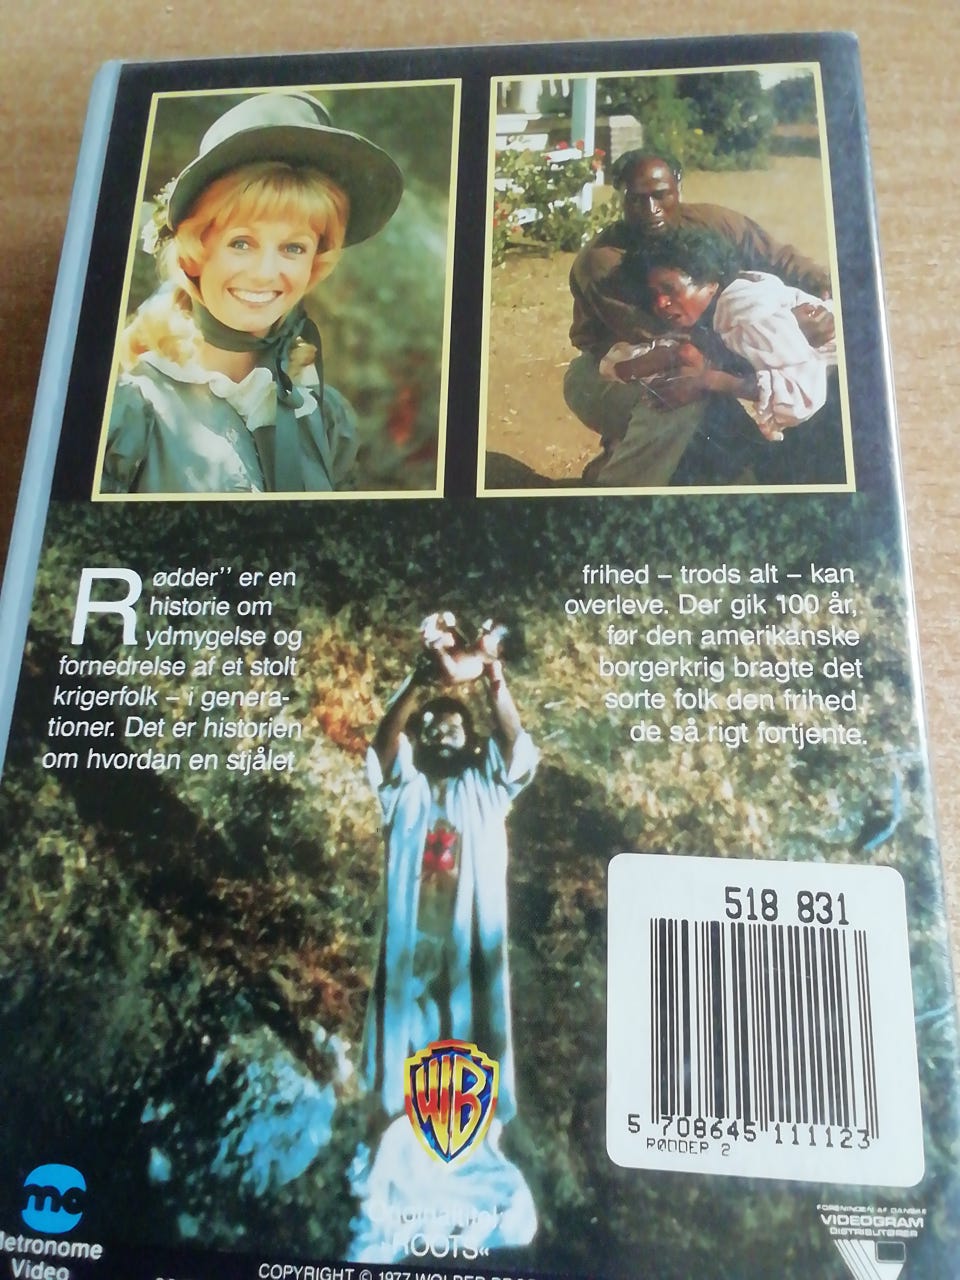 Rødder’’ er en
historie om
ydmygelse og
fornedrelse af et stolt
krigerfolk – i genera-
tioner. Det er historien
om hvordan en stjålet
frihed – trods alt – kan
overleve. Der gik 100 år,
før den amerikanske
borgerkrig bragte det
sorte folk den frihed,
de så rigt fortjente.
518 831
5 708645 111123
RØDDER 2
WB
mo
Metronome
Video
Originaltitel:
»ROOTS«
COPYRIGHT © 1977 WOLPER
FORENINGEN AF DANSKE
VIDEOGRAM
DISTRIBUTØRER